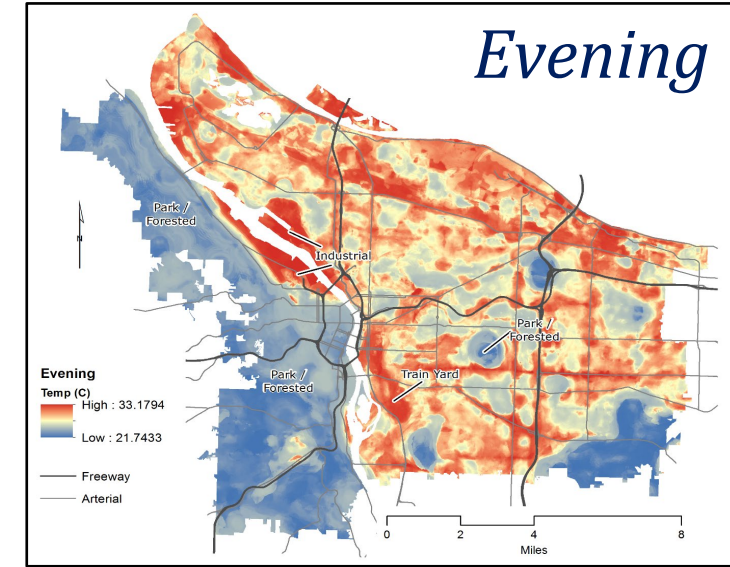 Evening
Park /
Forested
N
Industrial
Park /
Forested
Train Yard
Park /
Forested
Evening
Temp (C)
High : 33.1794
Low : 21.7433
Freeway
Arterial
0 2 4 8
Miles